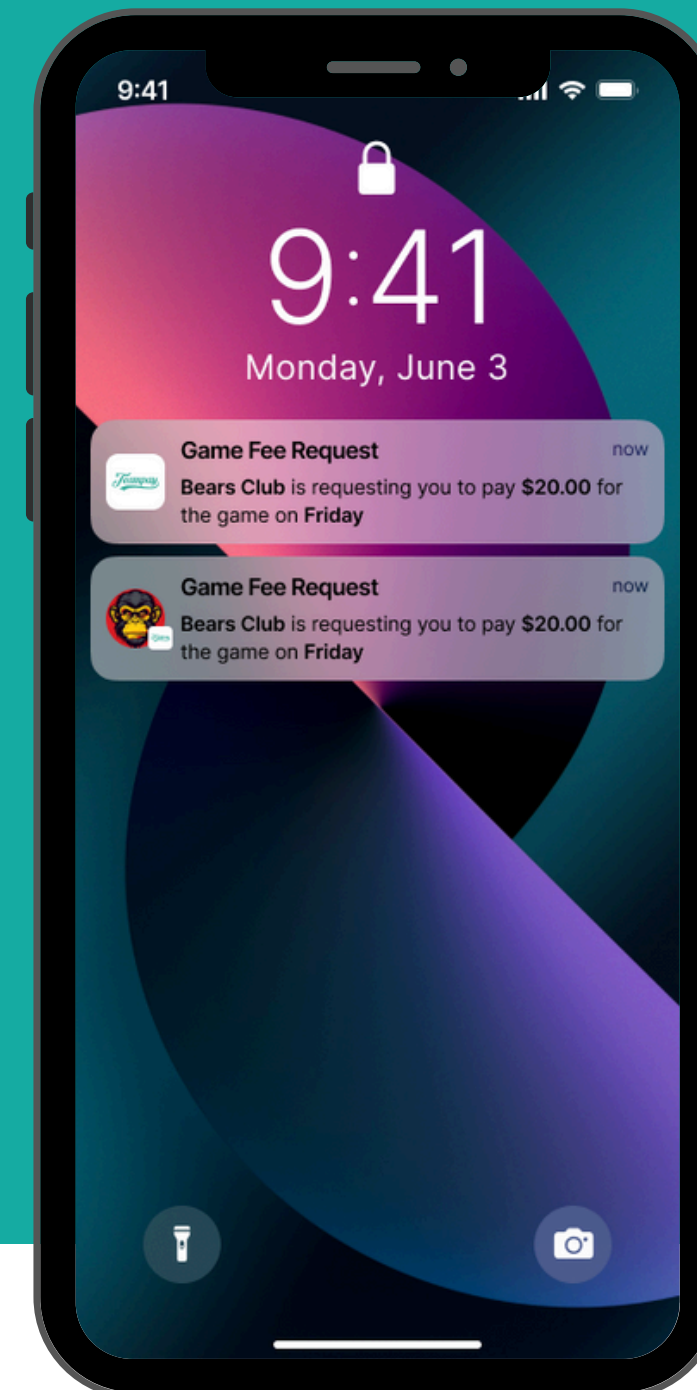 9:41
9:41
Monday, June 3
Game Fee Request now
Bears Club is requesting you to pay $20.00 for
the game on Friday
Teampay
Game Fee Request now
Bears Club is requesting you to pay $20.00 for
the game on Friday